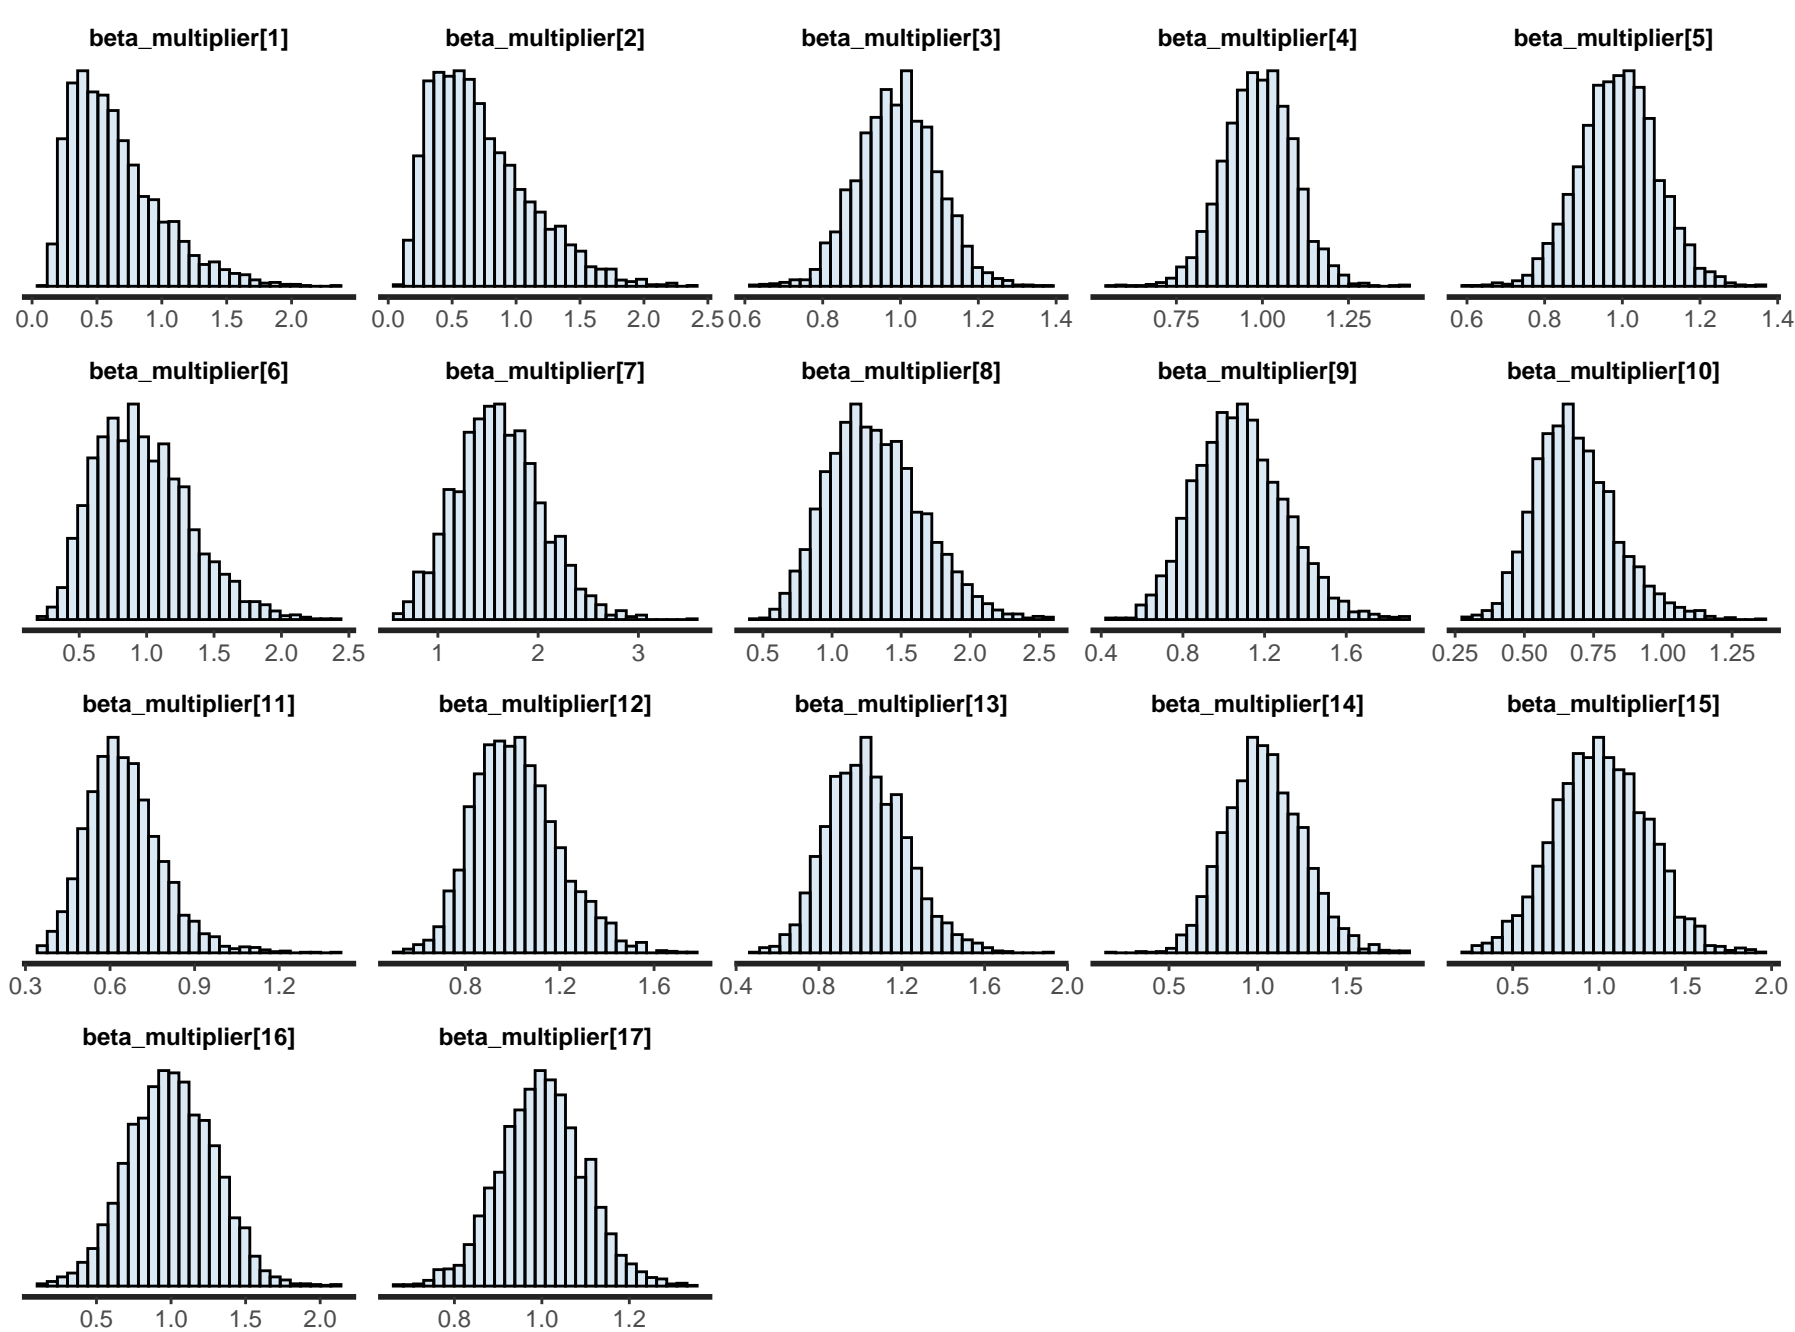 beta_multiplier[1] beta_multiplier[2] beta_multiplier[3] beta_multiplier[4] beta_multiplier[5]
0.0 0.5 1.0 1.5 2.0 0.0 0.5 1.0 1.5 2.0 2.5 0.6 0.8 1.0 1.2 1.4 0.75 1.00 1.25 0.6 0.8 1.0 1.2 1.4
beta_multiplier[6] beta_multiplier[7] beta_multiplier[8] beta_multiplier[9] beta_multiplier[10]
0.5 1.0 1.5 2.0 2.5 1 2 3 0.5 1.0 1.5 2.0 2.5 0.4 0.8 1.2 1.6 0.25 0.50 0.75 1.00 1.25
beta_multiplier[11] beta_multiplier[12] beta_multiplier[13] beta_multiplier[14] beta_multiplier[15]
0.3 0.6 0.9 1.2 0.8 1.2 1.6 0.4 0.8 1.2 1.6 2.0 0.5 1.0 1.5 0.5 1.0 1.5 2.0
beta_multiplier[16] beta_multiplier[17]
0.5 1.0 1.5 2.0 0.8 1.0 1.2